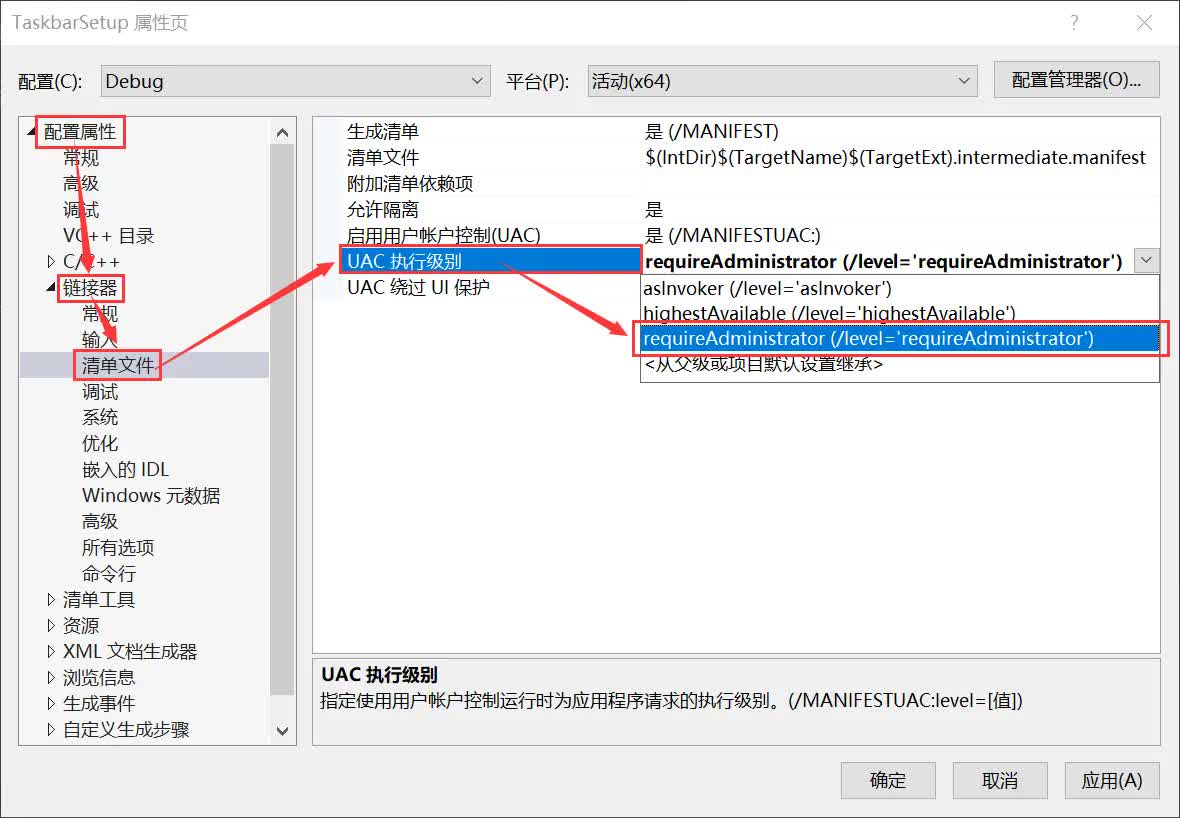 TaskbarSetup 属性页
配置(C): Debug 平台(P): 活动(x64) 配置管理器(O)...
配置属性
常规
高级
调试
VC++ 目录
C/C++
链接器
常规
输入
清单文件
调试
系统
优化
嵌入的 IDL
Windows 元数据
高级
所有选项
命令行
清单工具
资源
XML 文档生成器
浏览信息
生成事件
自定义生成步骤
生成清单 是 (/MANIFEST)
清单文件 $(IntDir)$(TargetName)$(TargetExt).intermediate.manifest
附加清单依赖项
允许隔离 是
启用用户帐户控制(UAC) 是 (/MANIFESTUAC:)
UAC 执行级别 requireAdministrator (/level='requireAdministrator')
UAC 绕过 UI 保护
asInvoker (/level='asInvoker')
highestAvailable (/level='highestAvailable')
requireAdministrator (/level='requireAdministrator')
<从父级或项目默认设置继承>
UAC 执行级别
指定使用用户帐户控制运行时为应用程序请求的执行级别。(/MANIFESTUAC:level=[值])
确定 取消 应用(A)